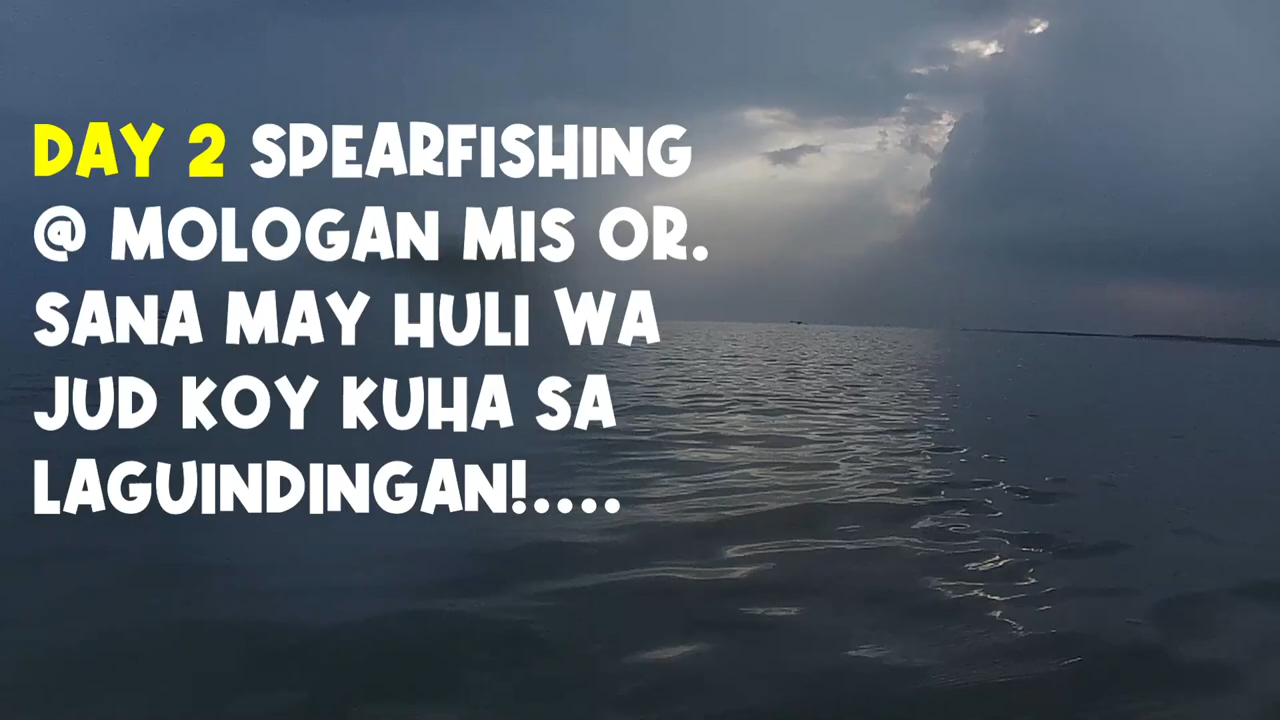 DAY 2 SPEARFISHING
@ MOLOGAN MIS OR.
SANA MAY HULI WA
JUD KOY KUHA SA
LAGUINDINGAN!....